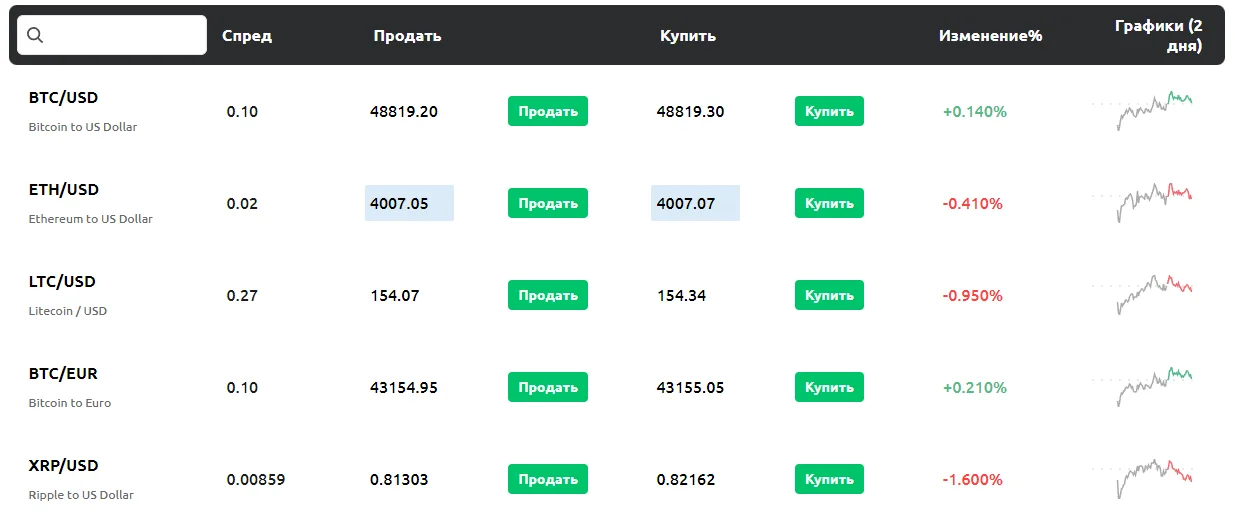 Спред Продать Купить Изменение% Графики (2
дня)
BTC/USD
Bitcoin to US Dollar
0.10 48819.20 Продать 48819.30 Купить +0.140%
ETH/USD
Ethereum to US Dollar
0.02 4007.05 Продать 4007.07 Купить -0.410%
LTC/USD
Litecoin / USD
0.27 154.07 Продать 154.34 Купить -0.950%
BTC/EUR
Bitcoin to Euro
0.10 43154.95 Продать 43155.05 Купить +0.210%
XRP/USD
Ripple to US Dollar
0.00859 0.81303 Продать 0.82162 Купить -1.600%